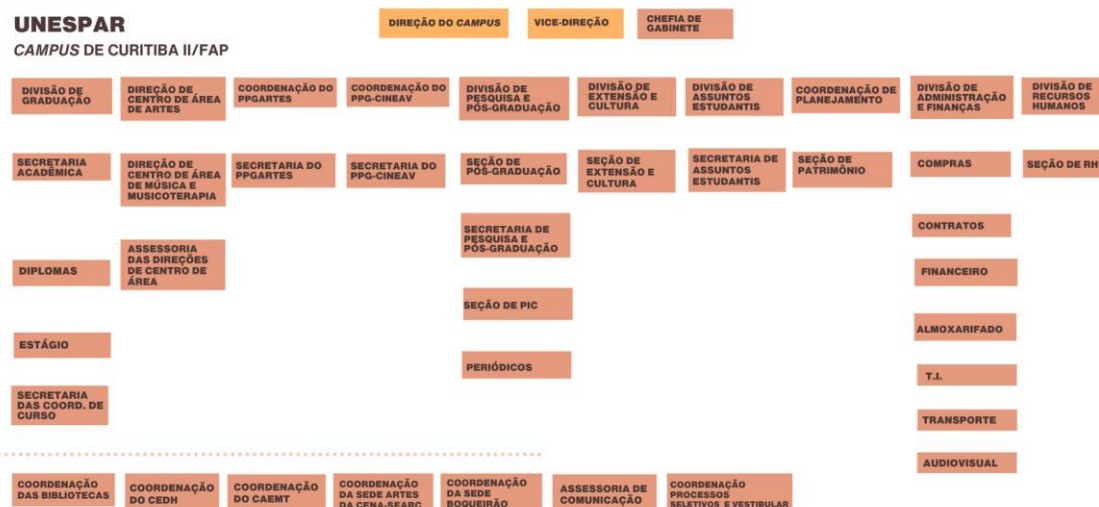 UNESPAR
CAMPUS DE CURITIBA II/FAP
DIREÇÃO DO CAMPUS
VICE-DIREÇÃO
CHEFIA DE
GABINETE
DIVISÃO DE
GRADUAÇÃO
DIREÇÃO DE
CENTRO DE ÁREA
DE ARTES
COORDENAÇÃO DO
PPGARTES
COORDENAÇÃO DO
PPG-CINEAV
DIVISÃO DE
PESQUISA E
PÓS-GRADUAÇÃO
DIVISÃO DE
EXTENSÃO E
CULTURA
DIVISÃO DE
ASSUNTOS
ESTUDANTIS
COORDENAÇÃO DE
PLANEJAMENTO
DIVISÃO DE
ADMINISTRAÇÃO
E FINANÇAS
DIVISÃO DE
RECURSOS
HUMANOS
SECRETARIA
ACADÊMICA
DIREÇÃO DE
CENTRO DE ÁREA
DE MÚSICA E
MUSICOTERAPIA
SECRETARIA DO
PPGARTES
SECRETARIA DO
PPG-CINEAV
SEÇÃO DE
PÓS-GRADUAÇÃO
SEÇÃO DE
EXTENSÃO E
CULTURA
SECRETARIA DE
ASSUNTOS
ESTUDANTIS
SEÇÃO DE
PATRIMÔNIO
COMPRAS
SEÇÃO DE RH
SECRETARIA DE
PESQUISA E
PÓS-GRADUAÇÃO
CONTRATOS
DIPLOMAS
ASSESSORIA
DAS DIREÇÕES
DE CENTRO DE
ÁREA
FINANCEIRO
SEÇÃO DE PIC
ALMOXARIFADO
ESTÁGIO
PERIÓDICOS
T.I.
SECRETARIA
DAS COORD. DE
CURSO
TRANSPORTE
AUDIOVISUAL
COORDENAÇÃO
DAS BIBLIOTECAS
COORDENAÇÃO
DO CEDH
COORDENAÇÃO
DO CAEMT
COORDENAÇÃO
DA SEDE ARTES
DA CENA-SEARC
COORDENAÇÃO
DA SEDE
BOQUEIRÃO
ASSESSORIA DE
COMUNICAÇÃO
COORDENAÇÃO
PROCESSOS
SELETIVOS E VESTIBULAR